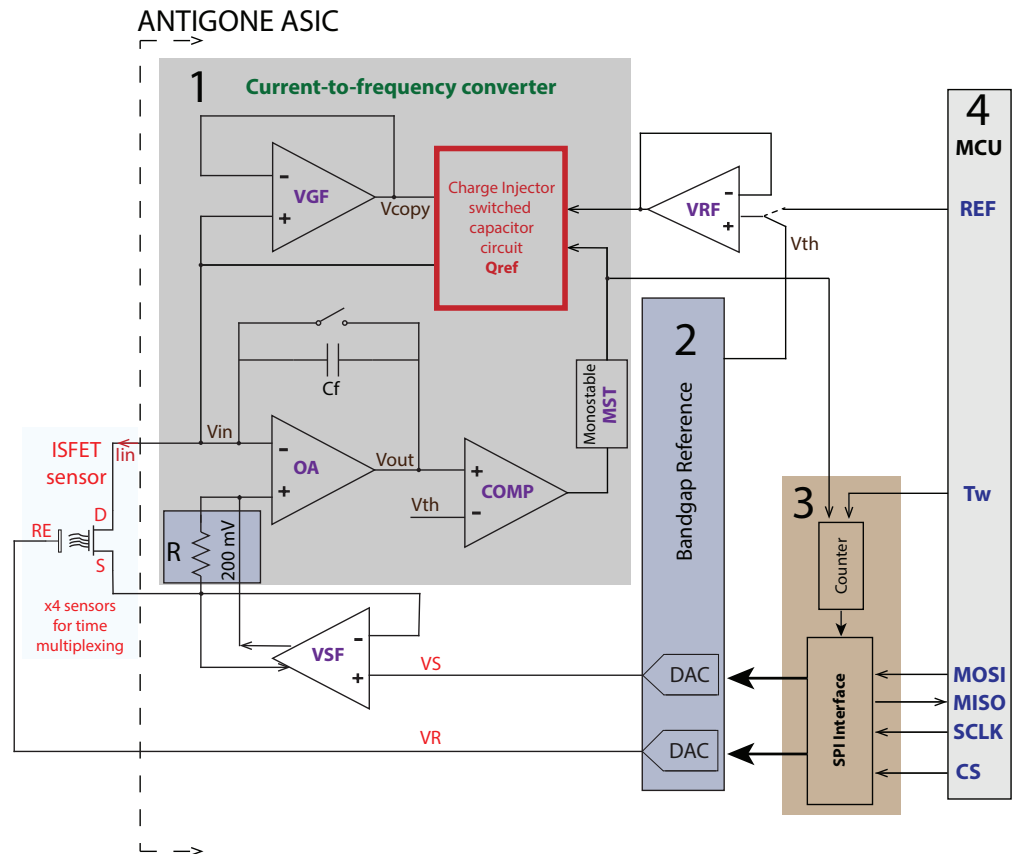 ANTIGONE ASIC
1
Current-to-frequency converter
VGF
-
+
Vcopy
Charge Injector
switched
capacitor
circuit
Qref
VRF
-
+
Vth
4
MCU
REF
Tw
MOSI
MISO
SCLK
CS
2
Bandgap Reference
DAC
DAC
Cf
Monostable
MST
Vin
Iin
OA
-
+
Vout
Vth
COMP
+
-
R
200 mV
ISFET
sensor
D
RE
S
x4 sensors
for time
multiplexing
VSF
-
+
VS
VR
3
Counter
SPI Interface